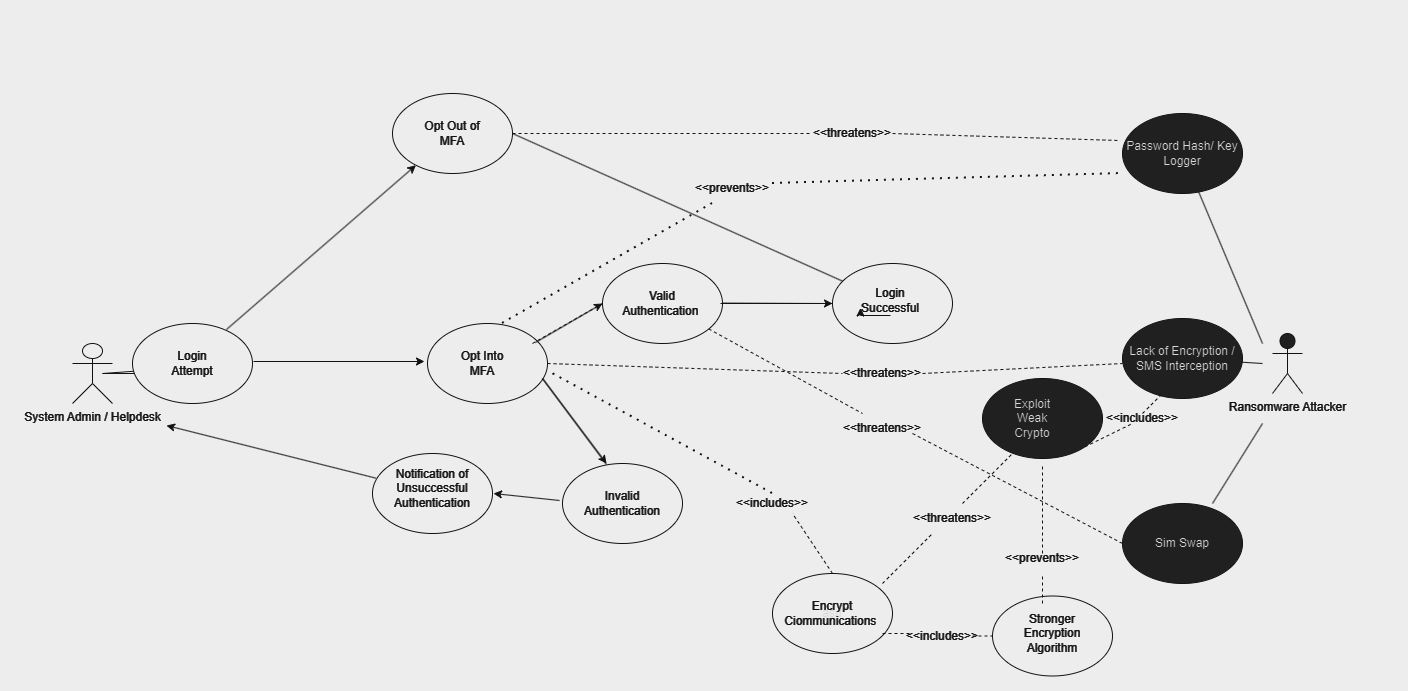 Opt Out of
MFA
<<threatens>>
Password Hash/ Key
Logger
<<prevents>>
Valid
Authentication
Login
Successful
Login
Attempt
Opt Into
MFA
<<threatens>>
Lack of Encryption /
SMS Interception
System Admin / Helpdesk
Ransomware Attacker
Exploit
Weak
Crypto
<<includes>>
<<threatens>>
Notification of
Unsuccessful
Authentication
Invalid
Authentication
<<includes>>
<<threatens>>
Sim Swap
<<prevents>>
Encrypt
Ciommunications
<<includes>>
Stronger
Encryption
Algorithm